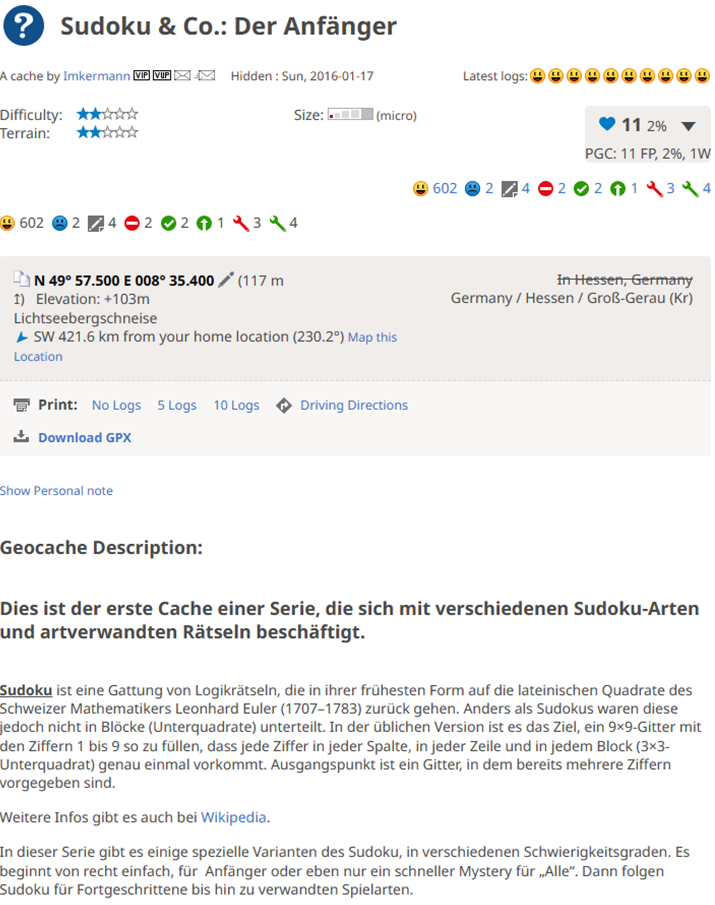 Sudoku & Co.: Der Anfänger
A cache by Imkermann VIP VUP Hidden : Sun, 2016-01-17 Latest logs:
Difficulty:
Size: (micro)
Terrain:
11 2%
PGC: 11 FP, 2%, 1W
602 2 4 2 2 1 3 4
602 2 4 2 2 1 3 4
N 49° 57.500 E 008° 35.400 (117 m
In Hessen, Germany
↥) Elevation: +103m
Germany / Hessen / Groß-Gerau (Kr)
Lichtseebergschneise
SW 421.6 km from your home location (230.2°) Map this
Location
Print: No Logs 5 Logs 10 Logs Driving Directions
Download GPX
Show Personal note
Geocache Description:
Dies ist der erste Cache einer Serie, die sich mit verschiedenen Sudoku-Arten
und artverwandten Rätseln beschäftigt.
Sudoku ist eine Gattung von Logikrätseln, die in ihrer frühesten Form auf die lateinischen Quadrate des
Schweizer Mathematikers Leonhard Euler (1707–1783) zurück gehen. Anders als Sudokus waren diese
jedoch nicht in Blöcke (Unterquadrate) unterteilt. In der üblichen Version ist es das Ziel, ein 9×9-Gitter mit
den Ziffern 1 bis 9 so zu füllen, dass jede Ziffer in jeder Spalte, in jeder Zeile und in jedem Block (3×3-
Unterquadrat) genau einmal vorkommt. Ausgangspunkt ist ein Gitter, in dem bereits mehrere Ziffern
vorgegeben sind.
Weitere Infos gibt es auch bei Wikipedia.
In dieser Serie gibt es einige spezielle Varianten des Sudoku, in verschiedenen Schwierigkeitsgraden. Es
beginnt von recht einfach, für Anfänger oder eben nur ein schneller Mystery für „Alle“. Dann folgen
Sudoku für Fortgeschrittene bis hin zu verwandten Spielarten.